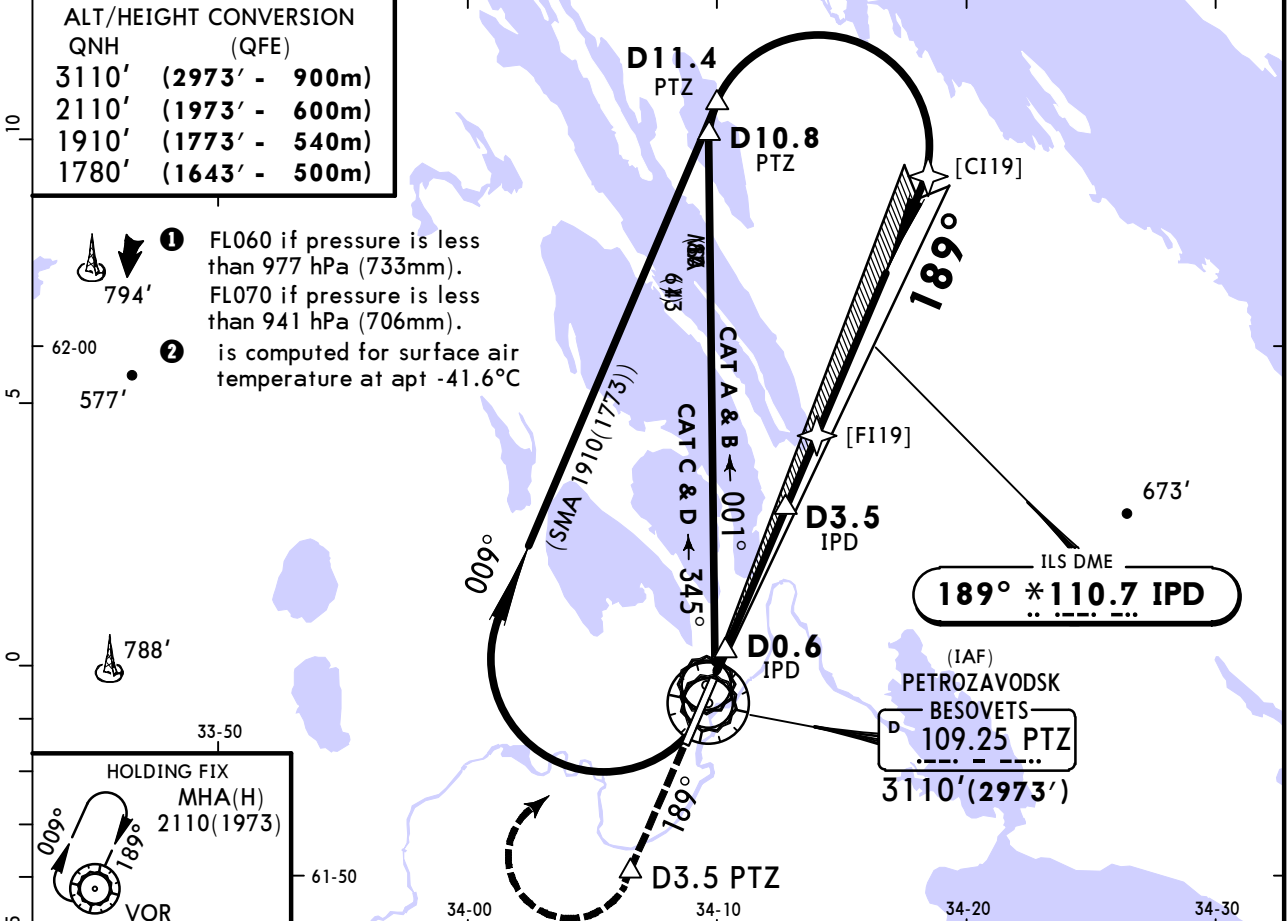 ALT/HEIGHT CONVERSION
QNH (QFE)
3110' (2973' - 900m)
2110' (1973' - 600m)
1910' (1773' - 540m)
1780' (1643' - 500m)
10
5
0
5
❶ FL060 if pressure is less
than 977 hPa (733mm).
FL070 if pressure is less
than 941 hPa (706mm).
❷ is computed for surface air
temperature at apt -41.6°C
794'
62-00
577'
788'
33-50
D11.4
PTZ
D10.8
PTZ
[CI19]
189°
[FI19]
CAT A & B → 001°
CAT C & D → 345°
(SMA 1910(1773))
009°
D3.5
IPD
673'
ILS DME
189° *110.7 IPD
D0.6
IPD
(IAF)
PETROZAVODSK
BESOVETS
D 109.25 PTZ
3110'(2973')
189°
D3.5 PTZ
HOLDING FIX
MHA(H)
2110(1973)
009°
189°
VOR
61-50
34-00
34-10
34-20
34-30